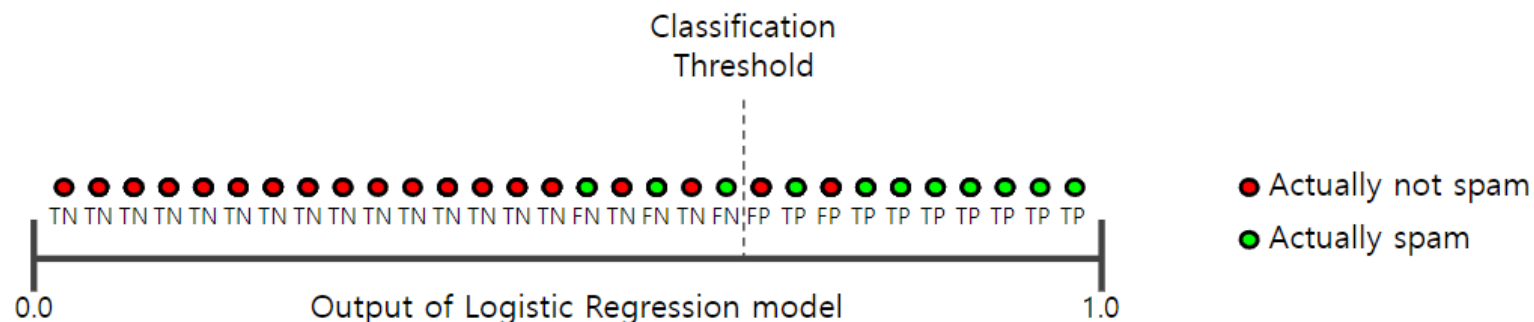 Classification
Threshold
TN TN TN TN TN TN TN TN TN TN TN TN TN TN TN FN TN FN TN FN FP TP FP TP TP TP TP TP TP TP
0.0 Output of Logistic Regression model 1.0
Actually not spam
Actually spam